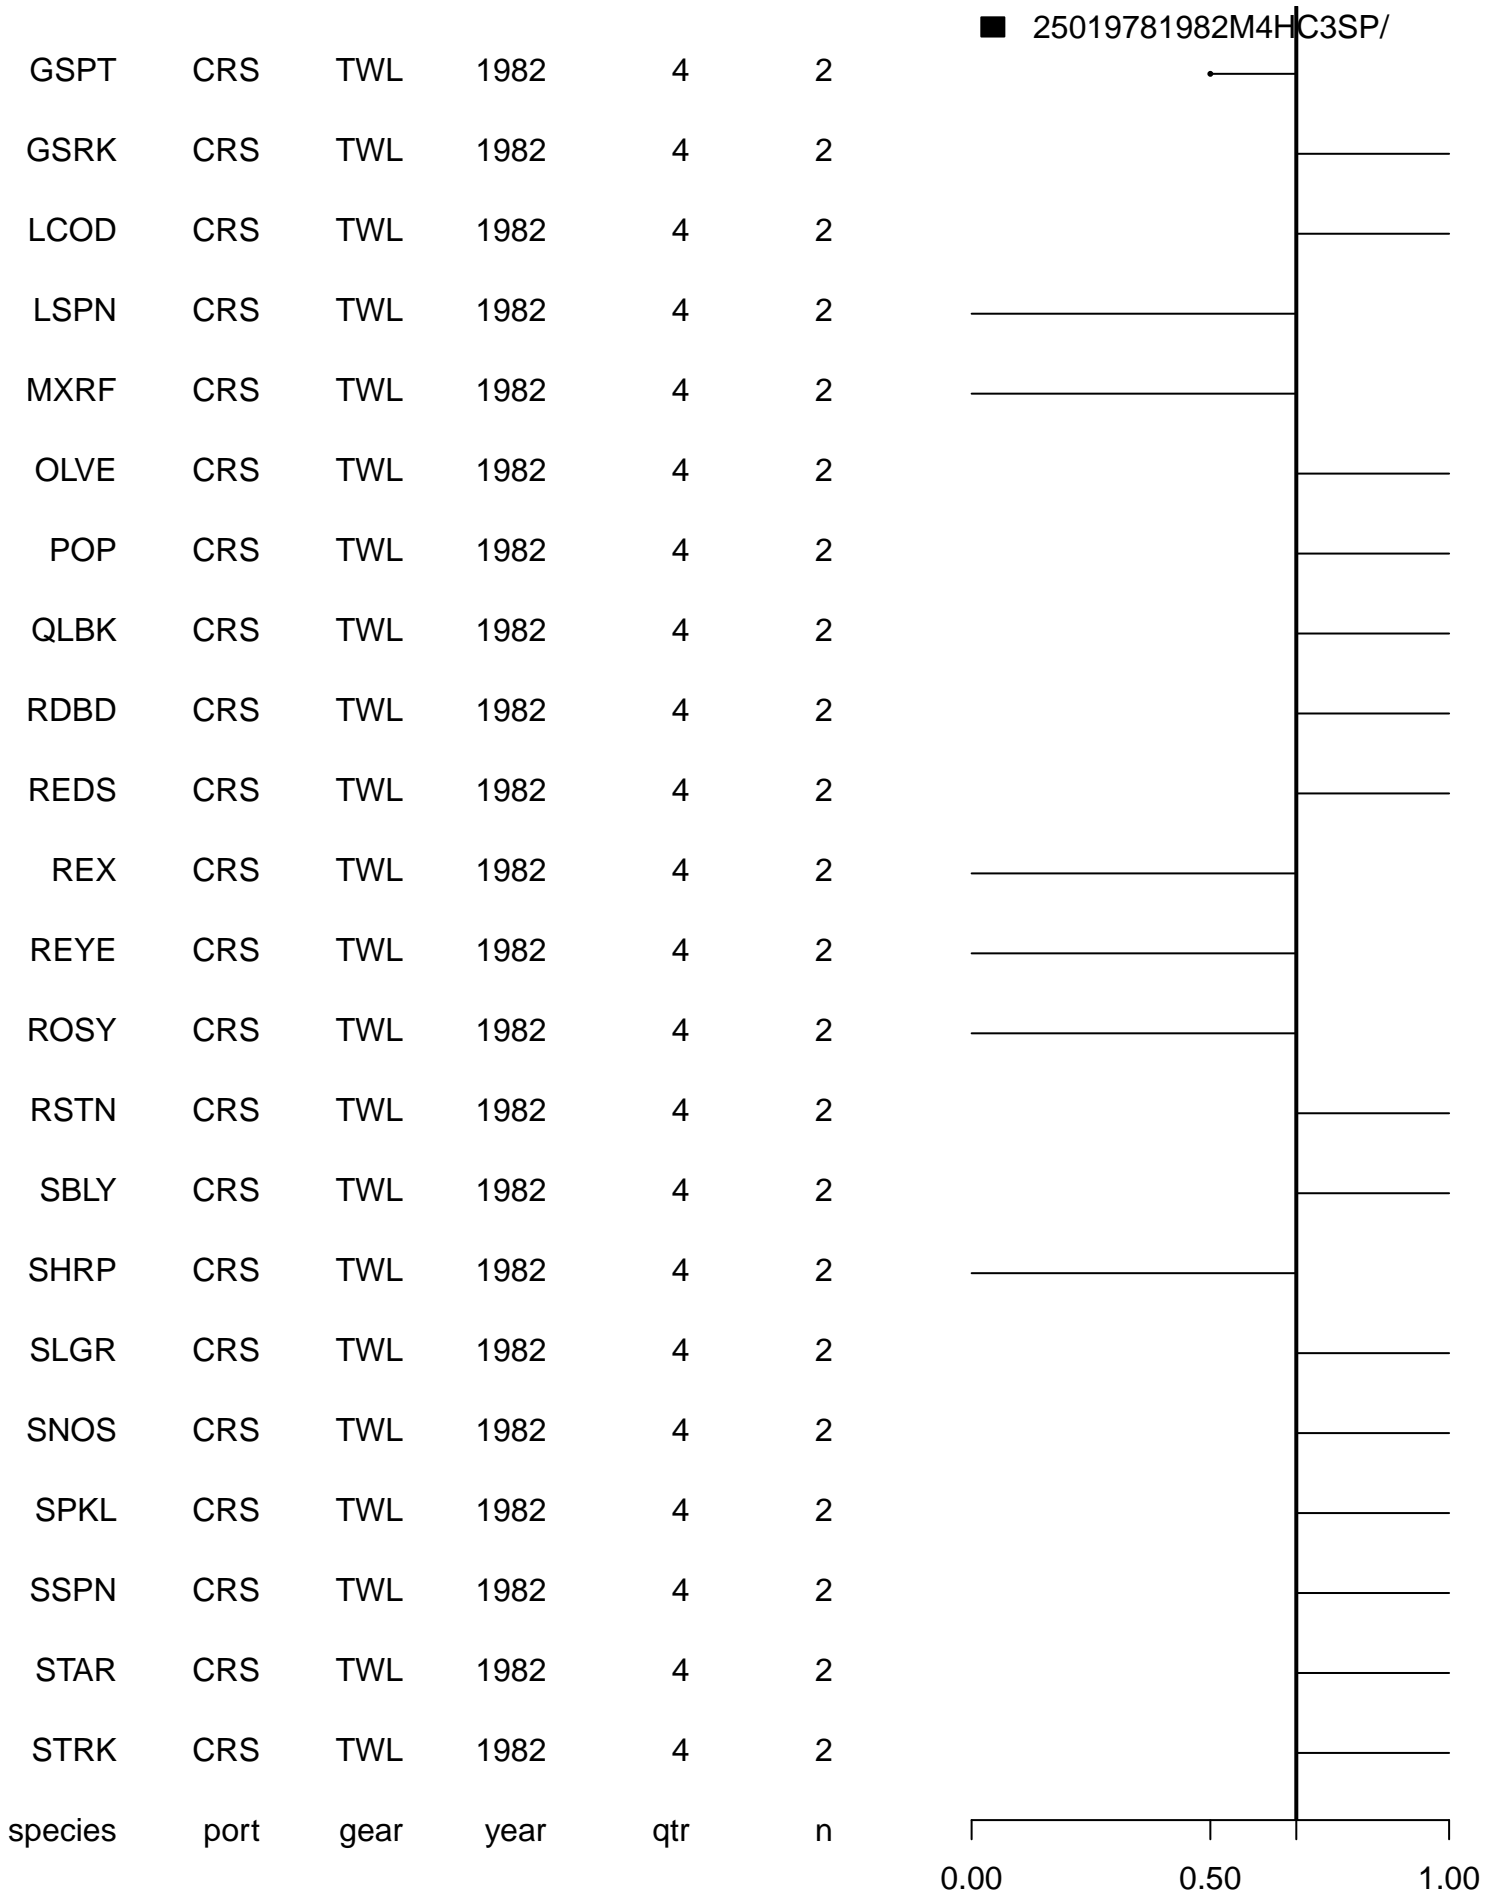 25019781982M4HC3SP/
GSPT CRS TWL 1982 4 2
GSRK CRS TWL 1982 4 2
LCOD CRS TWL 1982 4 2
LSPN CRS TWL 1982 4 2
MXRF CRS TWL 1982 4 2
OLVE CRS TWL 1982 4 2
POP CRS TWL 1982 4 2
QLBK CRS TWL 1982 4 2
RDBD CRS TWL 1982 4 2
REDS CRS TWL 1982 4 2
REX CRS TWL 1982 4 2
REYE CRS TWL 1982 4 2
ROSY CRS TWL 1982 4 2
RSTN CRS TWL 1982 4 2
SBLY CRS TWL 1982 4 2
SHRP CRS TWL 1982 4 2
SLGR CRS TWL 1982 4 2
SNOS CRS TWL 1982 4 2
SPKL CRS TWL 1982 4 2
SSPN CRS TWL 1982 4 2
STAR CRS TWL 1982 4 2
STRK CRS TWL 1982 4 2
species port gear year qtr n
0.00 0.50 1.00